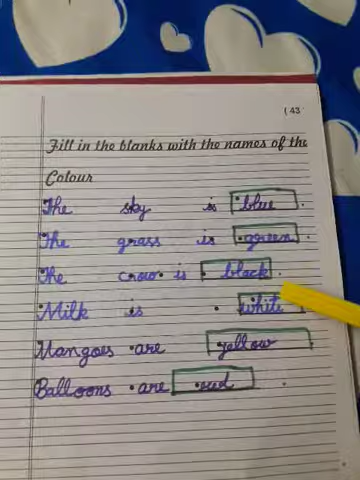 (43
Fill in the blanks with the names of the
Colour
The sky is blue.
The grass is green.
The crow is black.
Milk is white
Mangoes are yellow
Balloons are red.